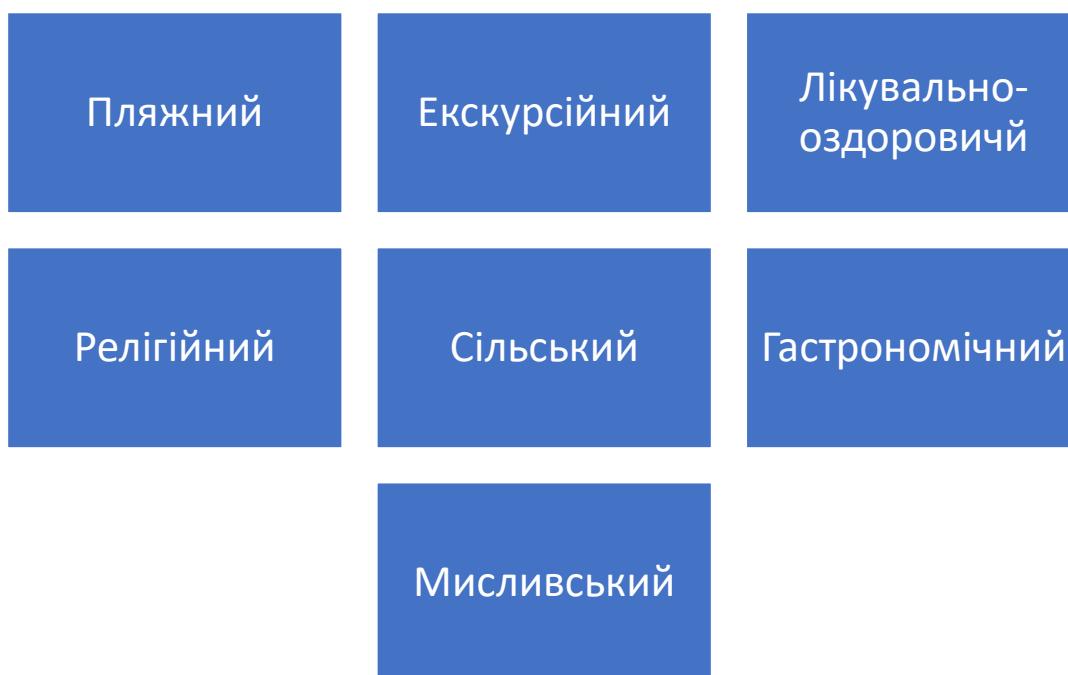 Пляжний
Екскурсійний
Лікувально-
оздоровичй
Релігійний
Сільський
Гастрономічний
Мисливський